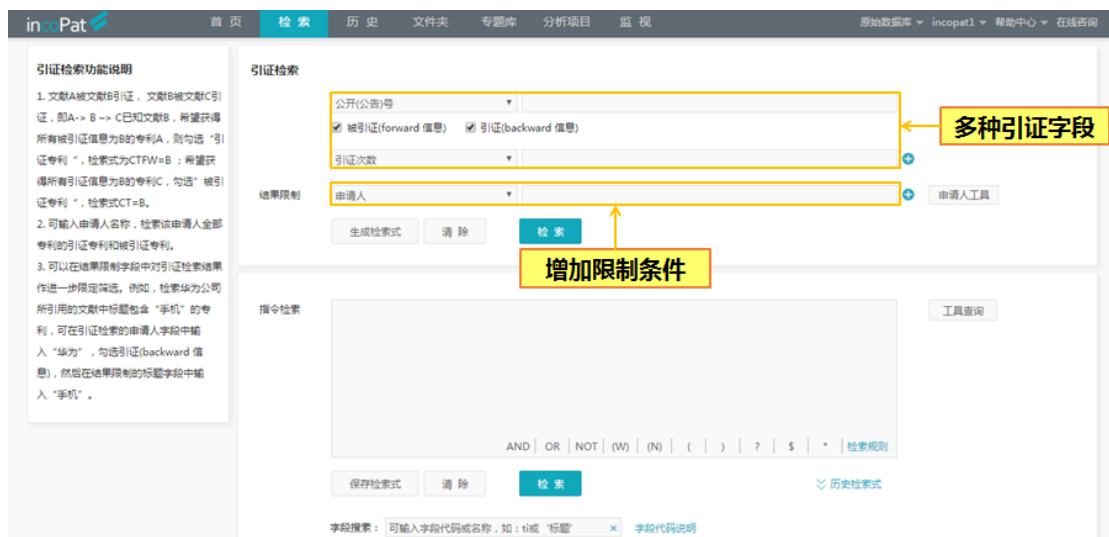 incoPat 首 页 检 索 历 史 文件夹 专题库 分析项目 监 视 原始数据库 incopat1 帮助中心 在线咨询
引证检索功能说明
1. 文献A被文献B引证， 文献B被文献C引
证，即A-> B -> C已知文献B，希望获得
所有被引证信息为B的专利A，则勾选“引
证专利 “，检索式为CTFW=B ；希望获
得所有引证信息为B的专利C，勾选”被引
证专利 “，检索式CT=B。
2. 可输入申请人名称，检索该申请人全部
专利的引证专利和被引证专利。
3. 可以在结果限制字段中对引证检索结果
作进一步限定筛选。例如，检索华为公司
所引用的文献中标题包含“手机”的专
利，可在引证检索的申请人字段中输
入“华为”，勾选引证(backward 信
息)，然后在结果限制的标题字段中输
入“手机”。
引证检索
公开(公告)号
被引证(forward 信息) 引证(backward 信息)
多种引证字段
引证次数
结果限制 申请人 申请人工具
生成检索式 清 除 检 索
增加限制条件
指令检索 工具查询
AND | OR | NOT | (W) | (N) | ( | ) | ? | $ | * | 检索规则
保存检索式 清 除 检 索 历史检索式
字段搜索： 可输入字段代码或名称，如：ti或‘标题’ × 字段代码说明